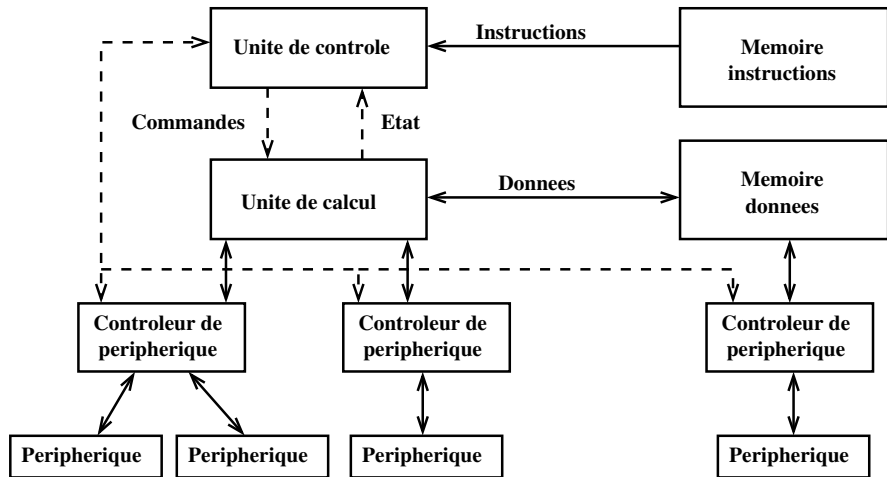 Unite de controle
Instructions
Memoire
instructions
Commandes
Etat
Unite de calcul
Donnees
Memoire
donnees
Controleur de
peripherique
Controleur de
peripherique
Controleur de
peripherique
Peripherique
Peripherique
Peripherique
Peripherique